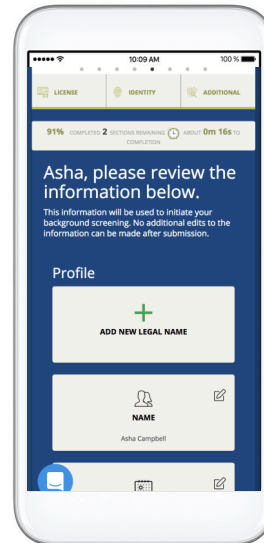 10:09 AM
100 %
LICENSE
IDENTITY
ADDITIONAL
91% COMPLETED 2 SECTIONS REMAINING ABOUT 0m 16s TO
COMPLETION
Asha, please review the
information below.
This information will be used to initiate your
background screening. No additional edits to the
information can be made after submission.
Profile
ADD NEW LEGAL NAME
NAME
Asha Campbell